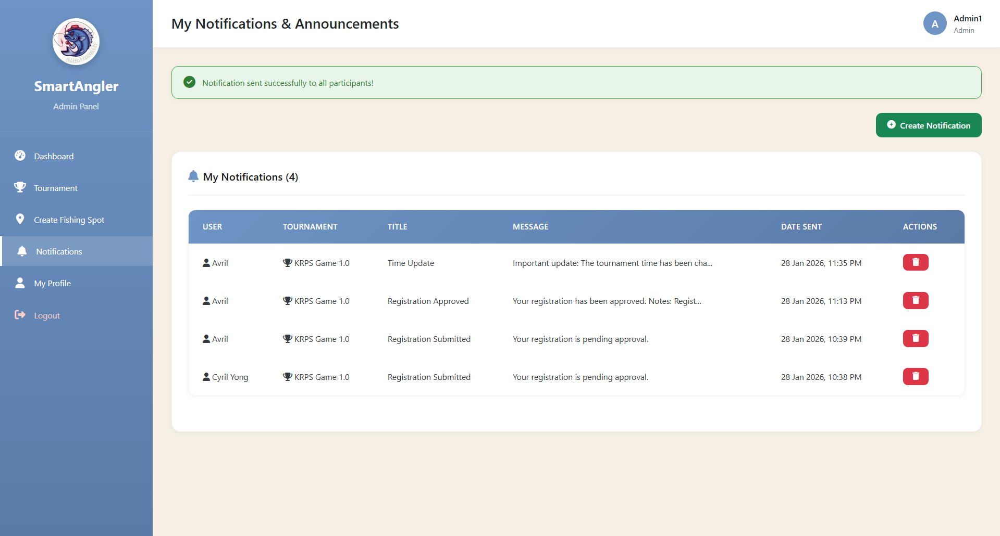 SMARTANGLER
SmartAngler
Admin Panel
Dashboard
Tournament
Create Fishing Spot
Notifications
My Profile
Logout
My Notifications & Announcements
A
Admin1
Admin
Notification sent successfully to all participants!
Create Notification
My Notifications (4)
USER TOURNAMENT TITLE MESSAGE DATE SENT ACTIONS
Avril KRPS Game 1.0 Time Update Important update: The tournament time has been cha... 28 Jan 2026, 11:35 PM
Avril KRPS Game 1.0 Registration Approved Your registration has been approved. Notes: Regist... 28 Jan 2026, 11:13 PM
Avril KRPS Game 1.0 Registration Submitted Your registration is pending approval. 28 Jan 2026, 10:39 PM
Cyril Yong KRPS Game 1.0 Registration Submitted Your registration is pending approval. 28 Jan 2026, 10:38 PM